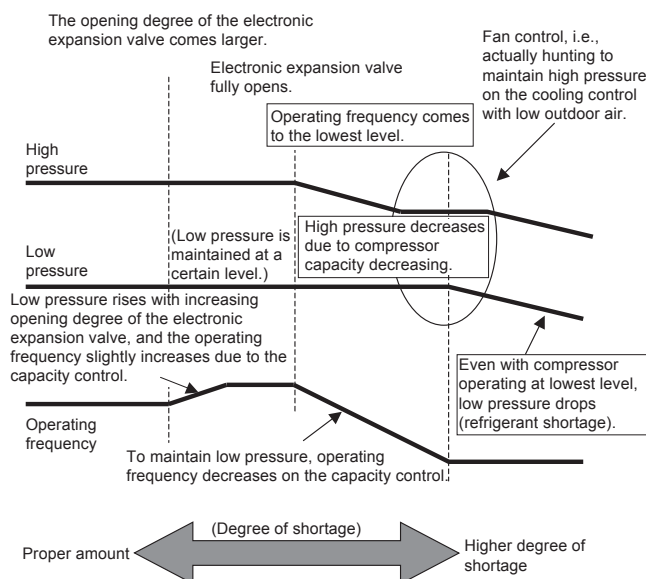 The opening degree of the electronic
expansion valve comes larger.
Electronic expansion valve
fully opens.
Fan control, i.e.,
actually hunting to
maintain high pressure
on the cooling control
with low outdoor air.
Operating frequency comes
to the lowest level.
High
pressure
(Low pressure is
maintained at a
certain level.)
High pressure decreases
due to compressor
capacity decreasing.
Low
pressure
Low pressure rises with increasing
opening degree of the electronic
expansion valve, and the operating
frequency slightly increases due to the
capacity control.
Even with compressor
operating at lowest level,
low pressure drops
(refrigerant shortage).
Operating
frequency
To maintain low pressure, operating
frequency decreases on the capacity control.
(Degree of shortage)
Proper amount
Higher degree of
shortage